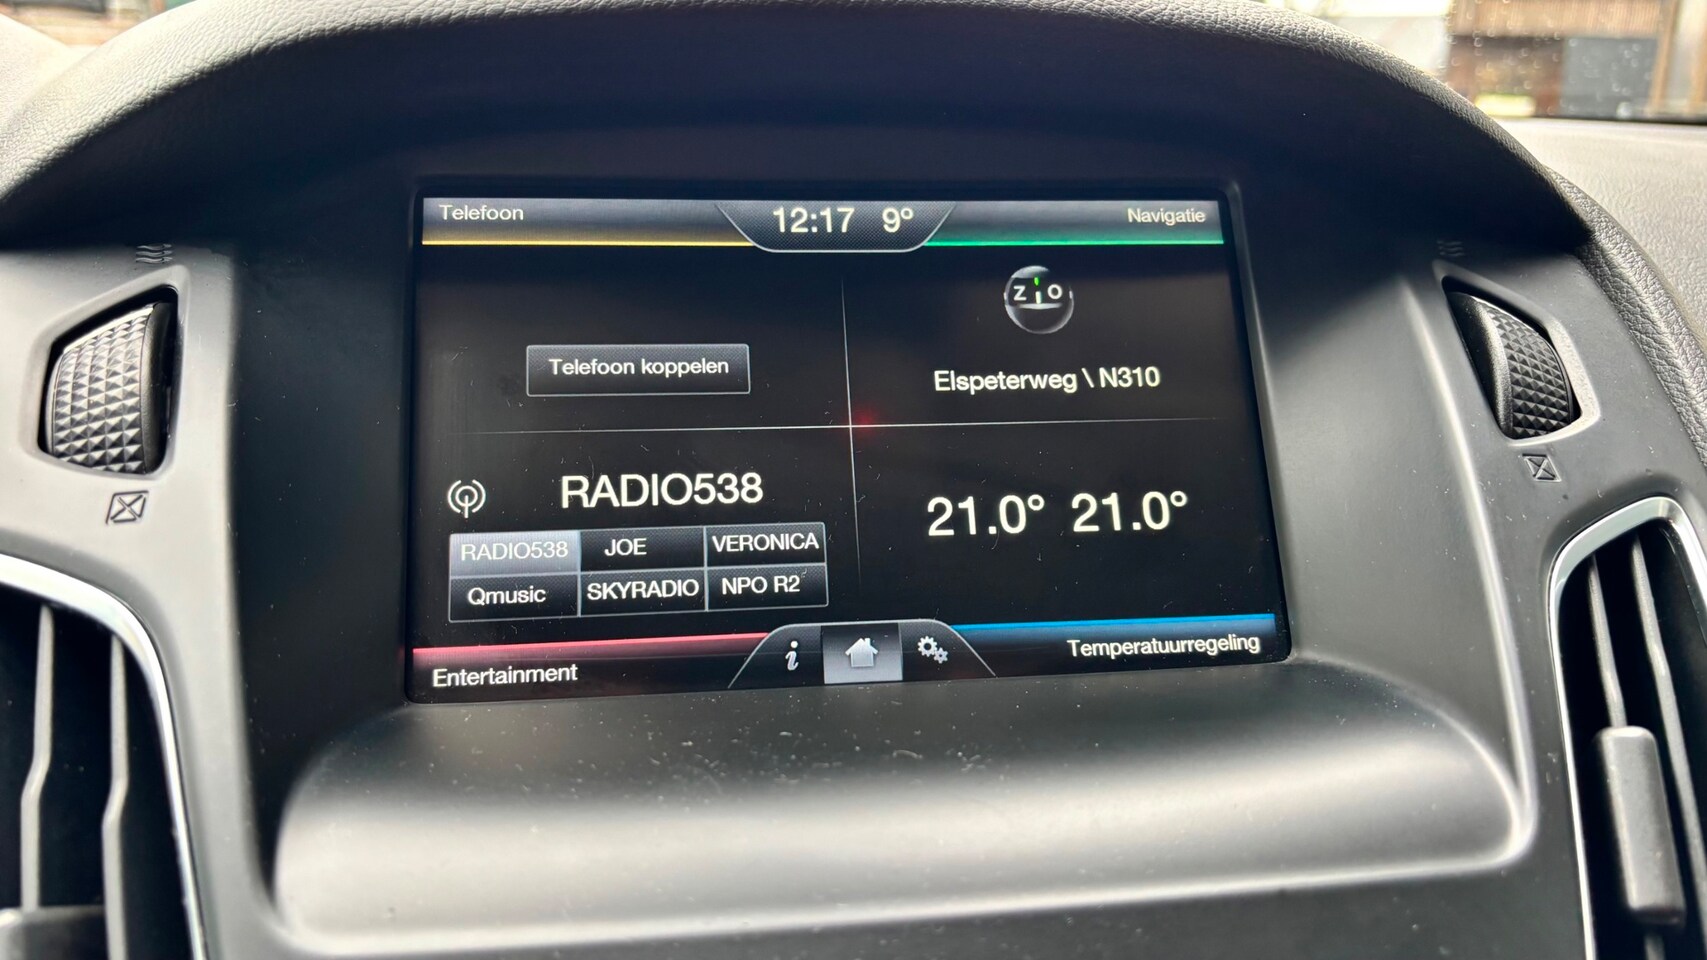 Telefoon
12:17 9°
Navigatie
Z O
Telefoon koppelen
Elspeterweg \ N310
RADIO538
21.0° 21.0°
RADIO538 JOE VERONICA
Qmusic SKYRADIO NPO R2
Entertainment
i
Temperatuurregeling